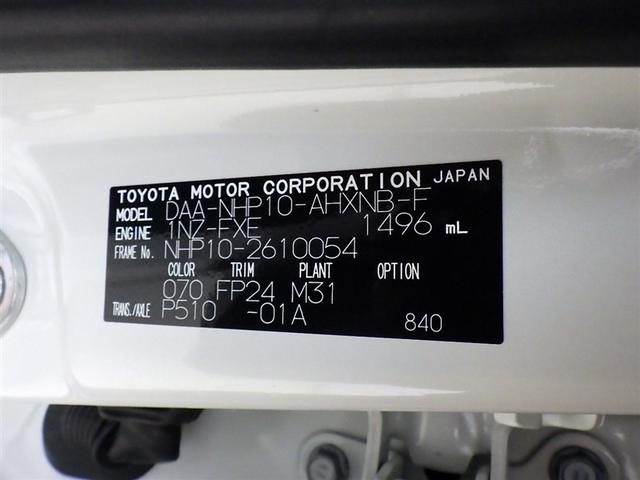 TOYOTA MOTOR CORPORATION JAPAN
MODEL DAA-NHP10-AHXNB-F
ENGINE 1NZ-FXE 1496 mL
FRAME No. NHP10-2610054
COLOR TRIM PLANT OPTION
070 FP24 M31
TRANS./AXLE P510 -01A 840